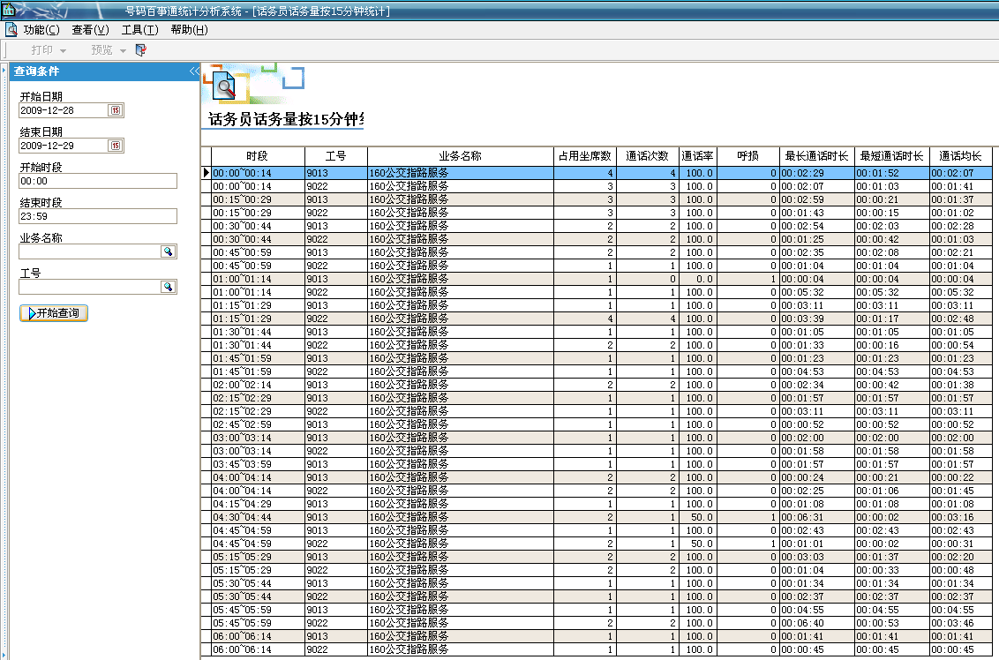 号码百事通统计分析系统 - [话务员话务量按15分钟统计]
功能(C) 查看(V) 工具(T) 帮助(H)
打印 预览
查询条件
开始日期
2009-12-28
15
结束日期
2009-12-29
15
开始时段
00:00
结束时段
23:59
业务名称
工号
开始查询
话务员话务量按15分钟
时段 工号 业务名称 占用坐席数 通话次数 通话率 呼损 最长通话时长 最短通话时长 通话均长
00:00~00:14 9013 160公交指路服务 4 4 100.0 0 00:02:29 00:01:52 00:02:07
00:00~00:14 9022 160公交指路服务 3 3 100.0 0 00:02:07 00:01:03 00:01:41
00:15~00:29 9013 160公交指路服务 3 3 100.0 0 00:02:59 00:00:21 00:01:37
00:15~00:29 9022 160公交指路服务 3 3 100.0 0 00:01:43 00:00:15 00:01:02
00:30~00:44 9013 160公交指路服务 2 2 100.0 0 00:02:54 00:02:03 00:02:28
00:30~00:44 9022 160公交指路服务 2 2 100.0 0 00:01:25 00:00:42 00:01:03
00:45~00:59 9013 160公交指路服务 2 2 100.0 0 00:02:35 00:02:08 00:02:21
00:45~00:59 9022 160公交指路服务 1 1 100.0 0 00:01:04 00:01:04 00:01:04
01:00~01:14 9013 160公交指路服务 1 0 0.0 1 00:00:04 00:00:04 00:00:04
01:00~01:14 9022 160公交指路服务 1 1 100.0 0 00:05:32 00:05:32 00:05:32
01:15~01:29 9013 160公交指路服务 1 1 100.0 0 00:03:11 00:03:11 00:03:11
01:15~01:29 9022 160公交指路服务 4 4 100.0 0 00:03:39 00:01:17 00:02:48
01:30~01:44 9013 160公交指路服务 1 1 100.0 0 00:01:05 00:01:05 00:01:05
01:30~01:44 9022 160公交指路服务 2 2 100.0 0 00:01:33 00:00:16 00:00:54
01:45~01:59 9013 160公交指路服务 1 1 100.0 0 00:01:23 00:01:23 00:01:23
01:45~01:59 9022 160公交指路服务 1 1 100.0 0 00:04:53 00:04:53 00:04:53
02:00~02:14 9013 160公交指路服务 2 2 100.0 0 00:02:34 00:00:42 00:01:38
02:15~02:29 9013 160公交指路服务 1 1 100.0 0 00:01:57 00:01:57 00:01:57
02:15~02:29 9022 160公交指路服务 1 1 100.0 0 00:03:11 00:03:11 00:03:11
02:45~02:59 9013 160公交指路服务 1 1 100.0 0 00:00:52 00:00:52 00:00:52
03:00~03:14 9013 160公交指路服务 1 1 100.0 0 00:02:00 00:02:00 00:02:00
03:00~03:14 9022 160公交指路服务 1 1 100.0 0 00:01:58 00:01:58 00:01:58
03:45~03:59 9013 160公交指路服务 1 1 100.0 0 00:01:57 00:01:57 00:01:57
04:00~04:14 9013 160公交指路服务 2 2 100.0 0 00:00:24 00:00:21 00:00:22
04:00~04:14 9022 160公交指路服务 2 2 100.0 0 00:02:25 00:01:06 00:01:45
04:15~04:29 9013 160公交指路服务 1 1 100.0 0 00:01:08 00:01:08 00:01:08
04:30~04:44 9013 160公交指路服务 2 1 50.0 1 00:06:31 00:00:02 00:03:16
04:45~04:59 9013 160公交指路服务 1 1 100.0 0 00:02:43 00:02:43 00:02:43
04:45~04:59 9022 160公交指路服务 2 1 50.0 1 00:01:01 00:00:02 00:00:31
05:15~05:29 9013 160公交指路服务 2 2 100.0 0 00:03:03 00:01:37 00:02:20
05:15~05:29 9022 160公交指路服务 2 2 100.0 0 00:01:04 00:00:33 00:00:48
05:30~05:44 9013 160公交指路服务 1 1 100.0 0 00:01:34 00:01:34 00:01:34
05:30~05:44 9022 160公交指路服务 1 1 100.0 0 00:02:37 00:02:37 00:02:37
05:45~05:59 9013 160公交指路服务 1 1 100.0 0 00:04:55 00:04:55 00:04:55
05:45~05:59 9022 160公交指路服务 2 2 100.0 0 00:06:40 00:00:53 00:03:46
06:00~06:14 9013 160公交指路服务 1 1 100.0 0 00:01:41 00:01:41 00:01:41
06:00~06:14 9022 160公交指路服务 1 1 100.0 0 00:00:45 00:00:45 00:00:45